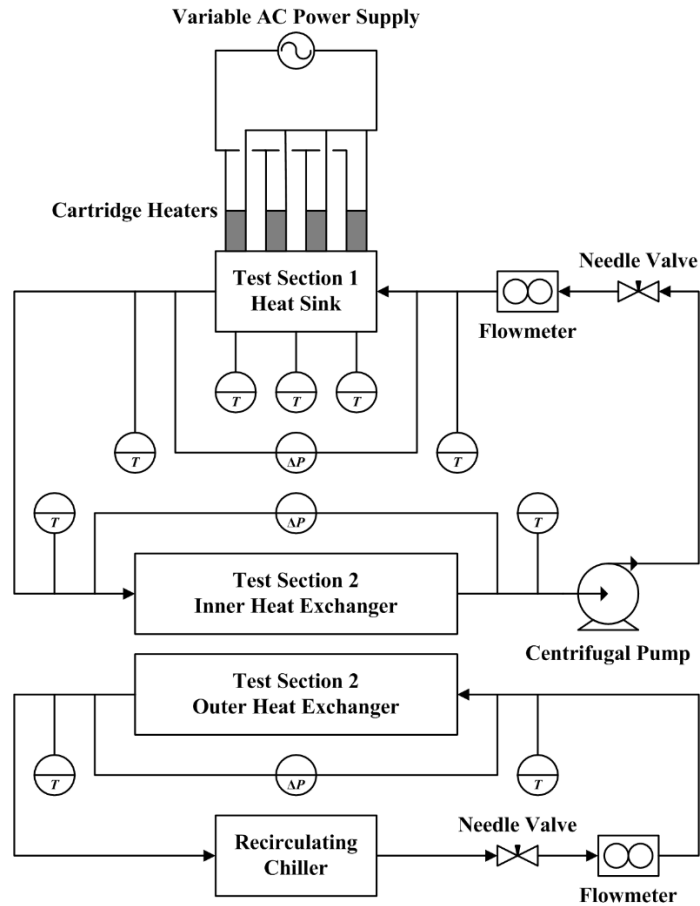 Variable AC Power Supply
Cartridge Heaters
Test Section 1
Heat Sink
Needle Valve
Flowmeter
T
T
T
T
ΔP
T
T
ΔP
T
Test Section 2
Inner Heat Exchanger
Centrifugal Pump
Test Section 2
Outer Heat Exchanger
T
ΔP
T
Recirculating
Chiller
Needle Valve
Flowmeter